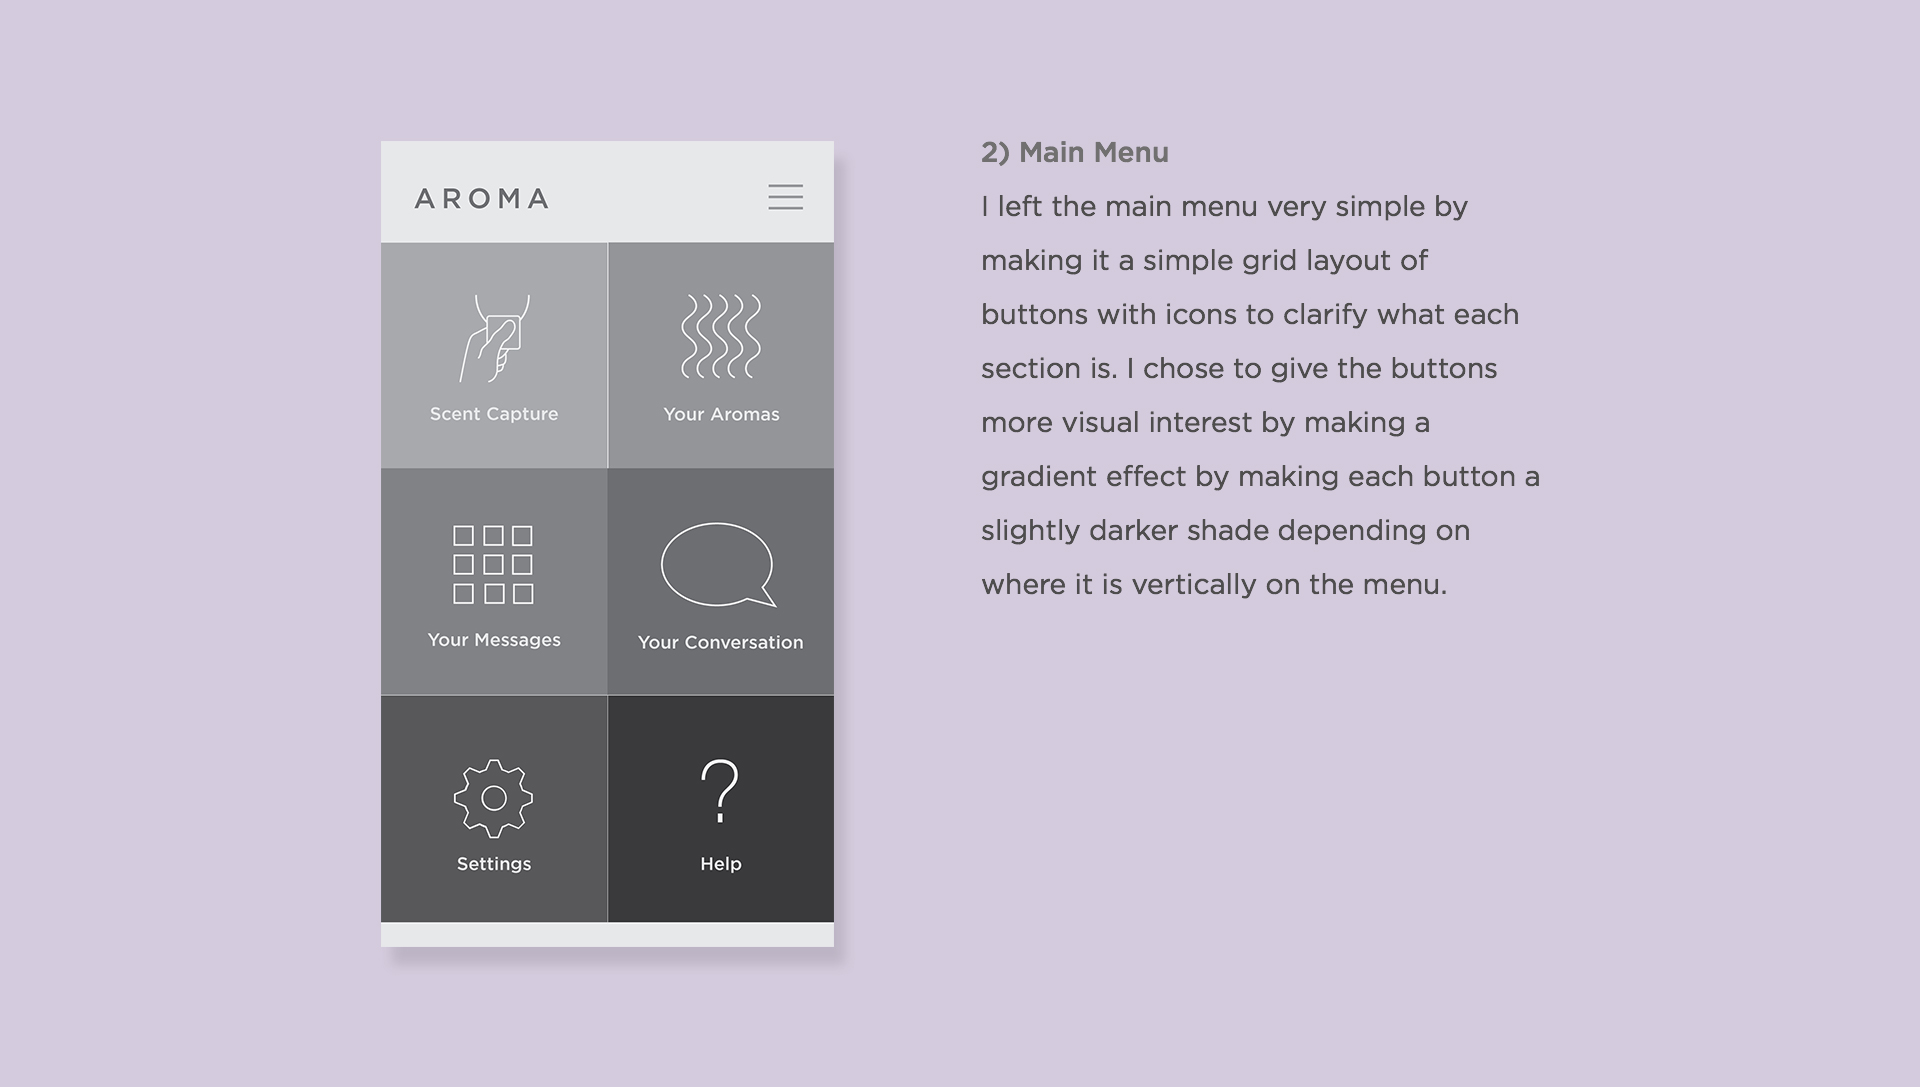 AROMA
Scent Capture
Your Aromas
Your Messages
Your Conversation
Settings
?
Help
2) Main Menu
I left the main menu very simple by
making it a simple grid layout of
buttons with icons to clarify what each
section is. I chose to give the buttons
more visual interest by making a
gradient effect by making each button a
slightly darker shade depending on
where it is vertically on the menu.